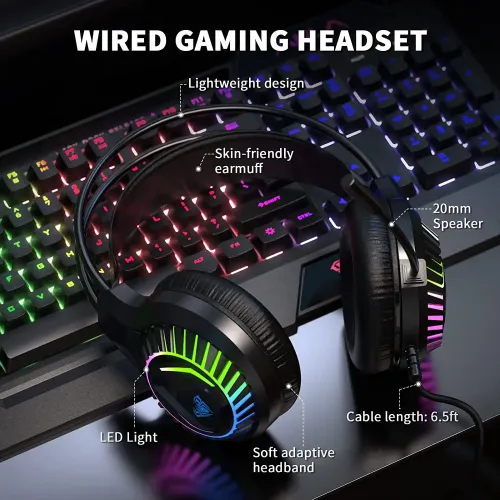 WIRED GAMING HEADSET
Lightweight design
Skin-friendly
earmuff
20mm
Speaker
Cable length: 6.5ft
LED Light
Soft adaptive
headband